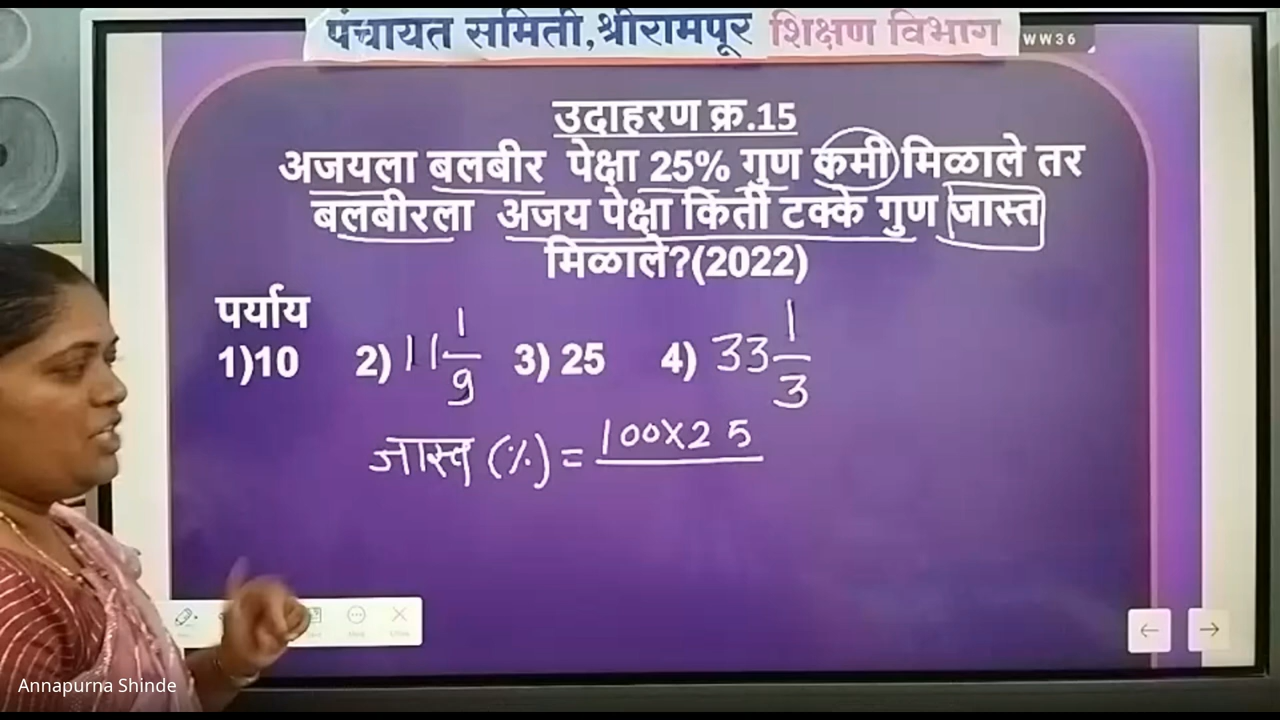 पंचायत समिती,श्रीरामपूर शिक्षण विभाग
WW36
उदाहरण क्र.15
अजयला बलबीर पेक्षा 25% गुण कमी मिळाले तर
बलबीरला अजय पेक्षा किती टक्के गुण जास्त
मिळाले?(2022)
पर्याय
1)10 2) 11 1/9 3) 25 4) 33 1/3
जास्त (%) = 100×25
Annapurna Shinde